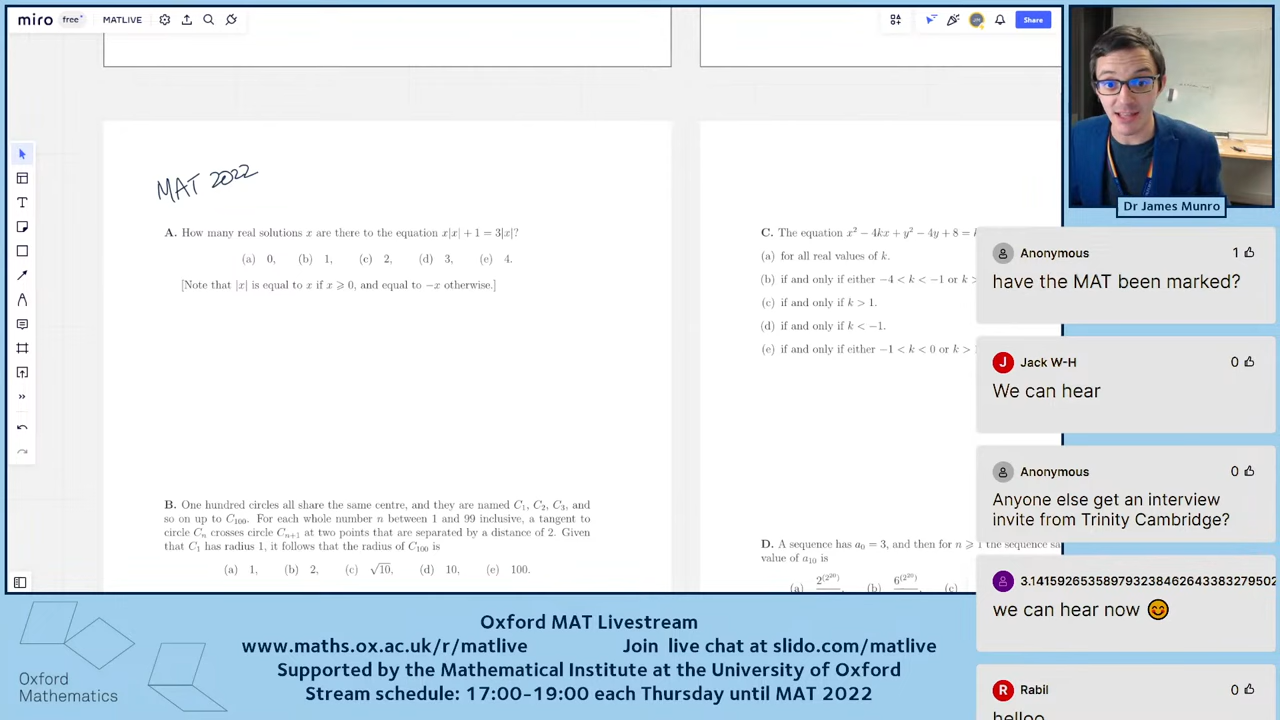 miro free MATLIVE Share
MAT 2022
A. How many real solutions x are there to the equation x|x| + 1 = 3|x|?
(a) 0, (b) 1, (c) 2, (d) 3, (e) 4.
[Note that |x| is equal to x if x ⩾ 0, and equal to −x otherwise.]
B. One hundred circles all share the same centre, and they are named C₁, C₂, C₃, and
so on up to C₁₀₀. For each whole number n between 1 and 99 inclusive, a tangent to
circle Cₙ crosses circle Cₙ₊₁ at two points that are separated by a distance of 2. Given
that C₁ has radius 1, it follows that the radius of C₁₀₀ is
(a) 1, (b) 2, (c) √10, (d) 10, (e) 100.
C. The equation x² − 4kx + y² − 4y + 8 =
(a) for all real values of k.
(b) if and only if either −4 < k < −1 or k >
(c) if and only if k > 1.
(d) if and only if k < −1.
(e) if and only if either −1 < k < 0 or k >
D. A sequence has a₀ = 3, and then for n ⩾ 1 the sequence
value of a₁₀ is
(a) (b) (c)
Dr James Munro
Anonymous 1
have the MAT been marked?
J Jack W-H 0
We can hear
Anonymous 0
Anyone else get an interview
invite from Trinity Cambridge?
we can hear now 😊
R Rabil 0
helloo
Oxford
Mathematics
Oxford MAT Livestream
www.maths.ox.ac.uk/r/matlive Join live chat at slido.com/matlive
Supported by the Mathematical Institute at the University of Oxford
Stream schedule: 17:00-19:00 each Thursday until MAT 2022